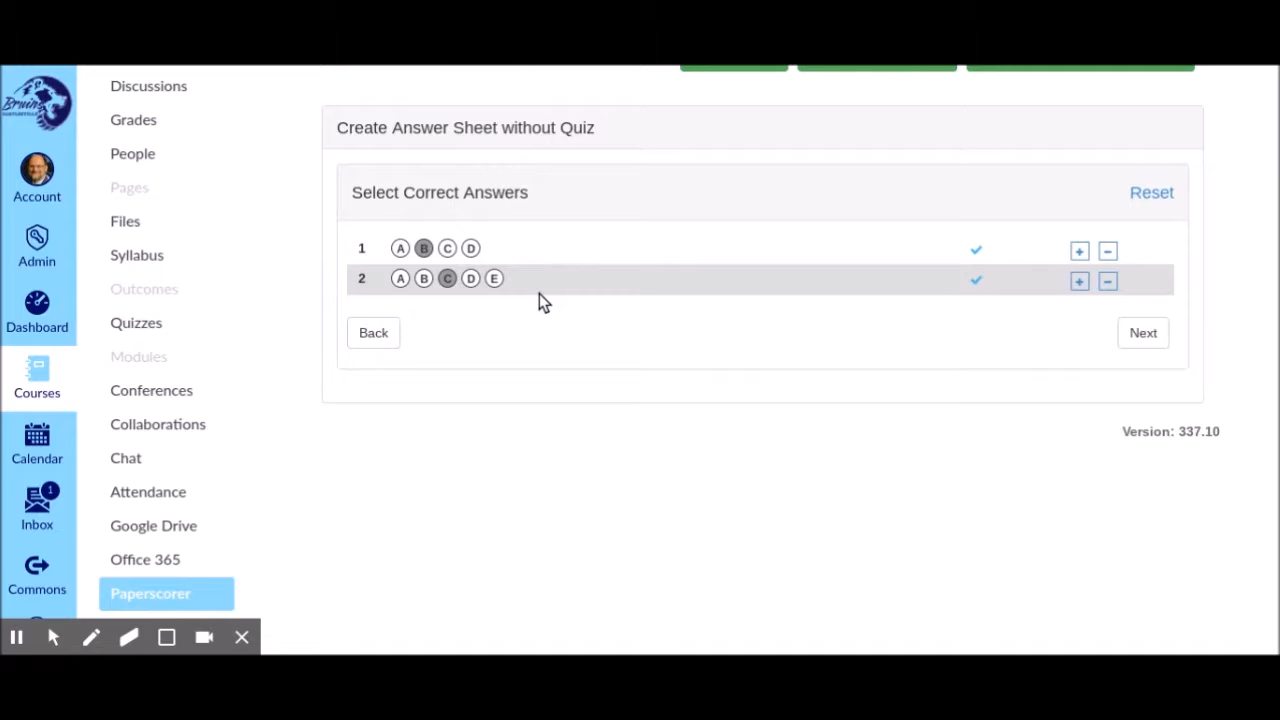 Bruins
Account
Admin
Dashboard
Courses
Calendar
1
Inbox
Commons
Discussions
Grades
People
Pages
Files
Syllabus
Outcomes
Quizzes
Modules
Conferences
Collaborations
Chat
Attendance
Google Drive
Office 365
Paperscorer
Create Answer Sheet without Quiz
Select Correct Answers Reset
1 A B C D + −
2 A B C D E + −
Back Next
Version: 337.10